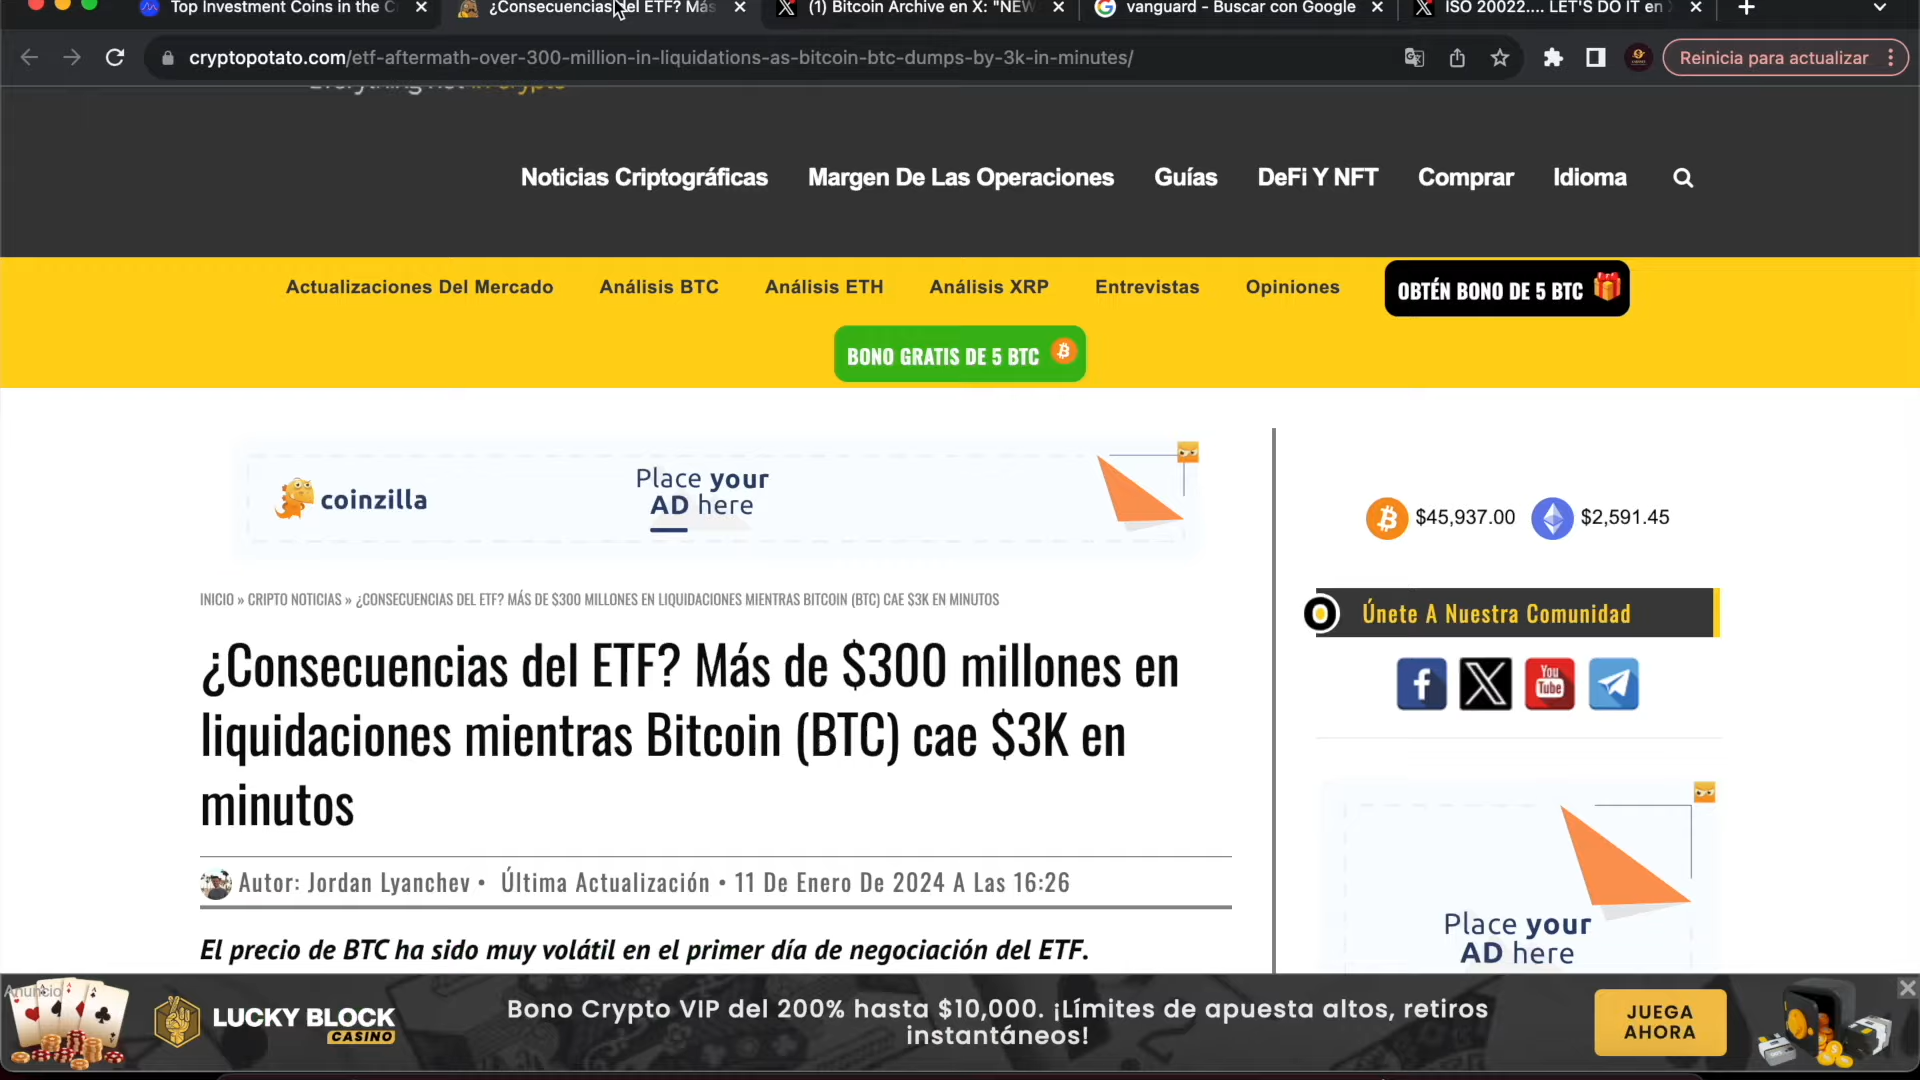 Top Investment Coins in the C
¿Consecuencias del ETF? Más
(1) Bitcoin Archive en X: "NEW
vanguard - Buscar con Google
ISO 20022.... LET'S DO IT en
cryptopotato.com/etf-aftermath-over-300-million-in-liquidations-as-bitcoin-btc-dumps-by-3k-in-minutes/
Reinicia para actualizar
Noticias Criptográficas
Margen De Las Operaciones
Guías
DeFi Y NFT
Comprar
Idioma
Actualizaciones Del Mercado
Análisis BTC
Análisis ETH
Análisis XRP
Entrevistas
Opiniones
OBTÉN BONO DE 5 BTC
BONO GRATIS DE 5 BTC
coinzilla
Place your
AD here
$45,937.00
$2,591.45
INICIO » CRIPTO NOTICIAS » ¿CONSECUENCIAS DEL ETF? MÁS DE $300 MILLONES EN LIQUIDACIONES MIENTRAS BITCOIN (BTC) CAE $3K EN MINUTOS
Únete A Nuestra Comunidad
You
Tube
¿Consecuencias del ETF? Más de $300 millones en
liquidaciones mientras Bitcoin (BTC) cae $3K en
minutos
Autor: Jordan Lyanchev • Última Actualización • 11 De Enero De 2024 A Las 16:26
El precio de BTC ha sido muy volátil en el primer día de negociación del ETF.
Place your
AD here
Anuncio
LUCKY BLOCK
CASINO
Bono Crypto VIP del 200% hasta $10,000. ¡Límites de apuesta altos, retiros
instantáneos!
JUEGA
AHORA